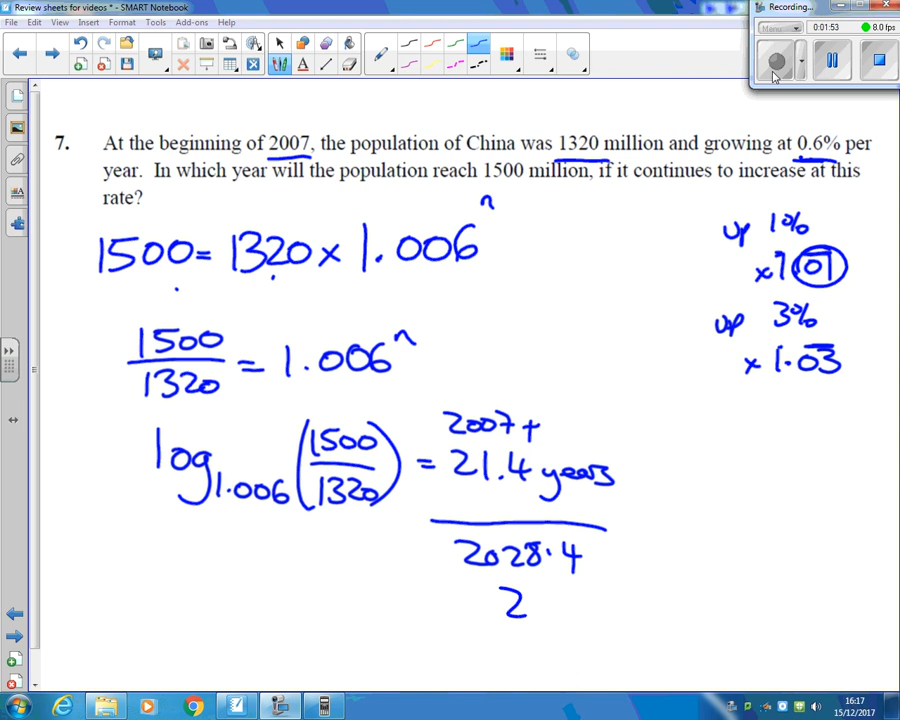 Review sheets for videos * - SMART Notebook
Recording...
File Edit View Insert Format Tools Add-ons Help
Menu 0:01:53 8.0 fps
7. At the beginning of 2007, the population of China was 1320 million and growing at 0.6% per
year. In which year will the population reach 1500 million, if it continues to increase at this
rate?
1500 = 1320 × 1.006^n
up 1%
×1.01
up 3%
× 1.03
1500/1320 = 1.006^n
2007 +
log_1.006 (1500/1320) = 21.4 years
2028.4
2
16:17
15/12/2017